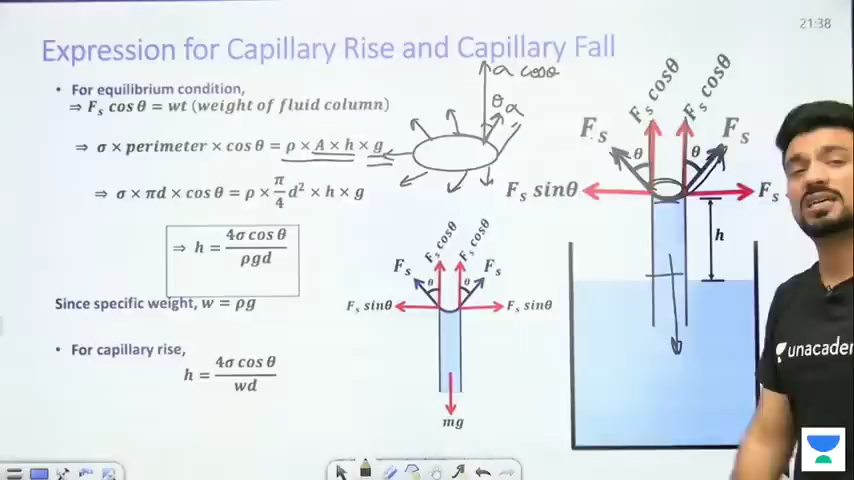 21:38
Expression for Capillary Rise and Capillary Fall
• For equilibrium condition,
⇒ Fₛ cos θ = wt (weight of fluid column)
⇒ σ × perimeter × cos θ = ρ × A × h × g
⇒ σ × πd × cos θ = ρ × π/4 d² × h × g
⇒ h = 4σ cos θ / ρgd
Since specific weight, w = ρg
• For capillary rise,
h = 4σ cos θ / wd
a cosθ
θ a
Fₛ cosθ Fₛ cosθ
Fₛ θ θ Fₛ
Fₛ sinθ Fₛ sinθ
mg
Fₛ cosθ Fₛ cosθ
Fₛ θ θ Fₛ
Fₛ sinθ Fₛ
h
unacadem